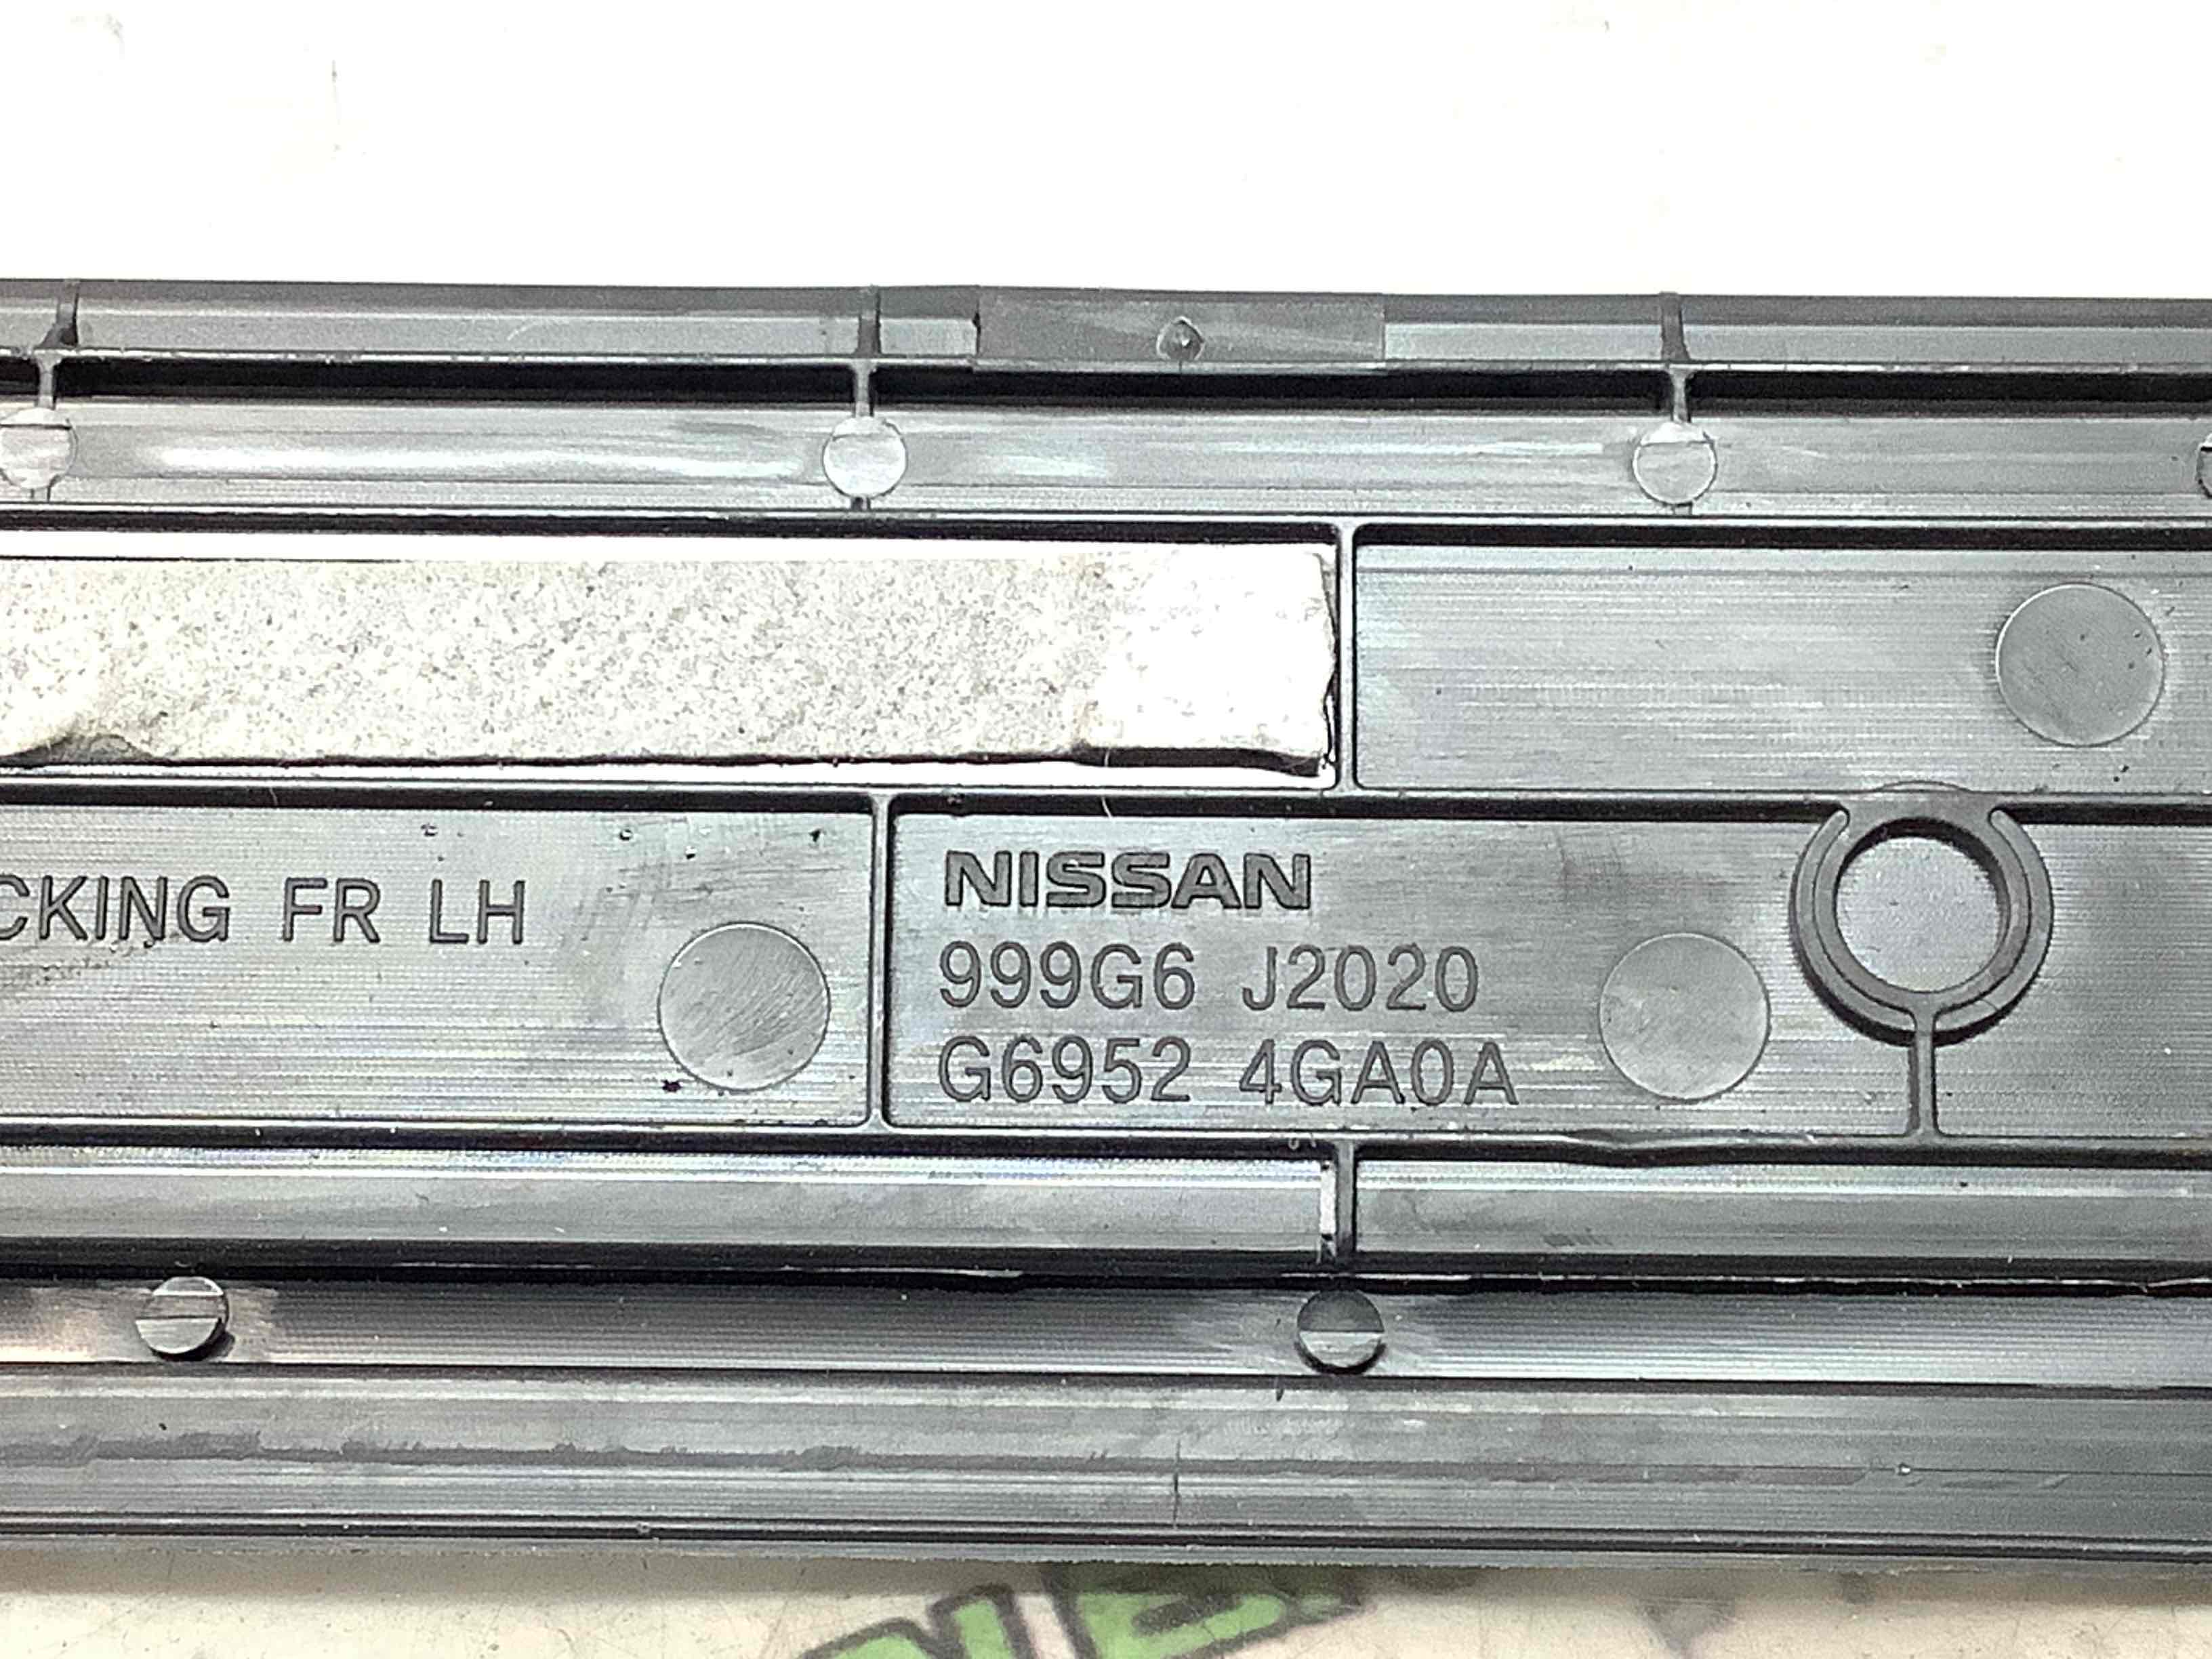 CKING FR LH
NISSAN
999G6 J2020
G6952 4GA0A